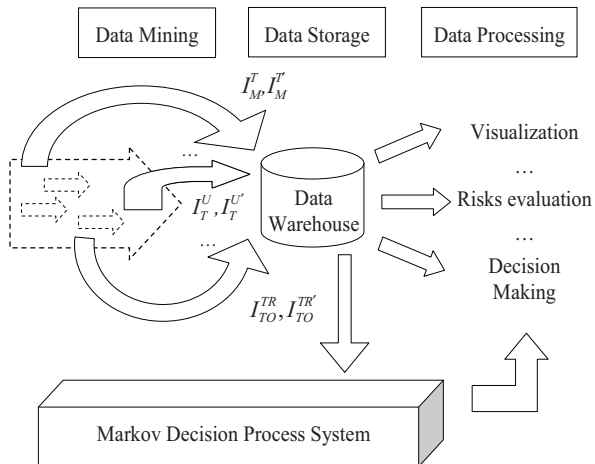 Data Mining
Data Storage
Data Processing
I_M^T, I_M^{T'}
...
Visualization
...
Data
Warehouse
Risks evaluation
I_T^U, I_T^{U'}
...
...
Decision
Making
I_{TO}^{TR}, I_{TO}^{TR'}
Markov Decision Process System